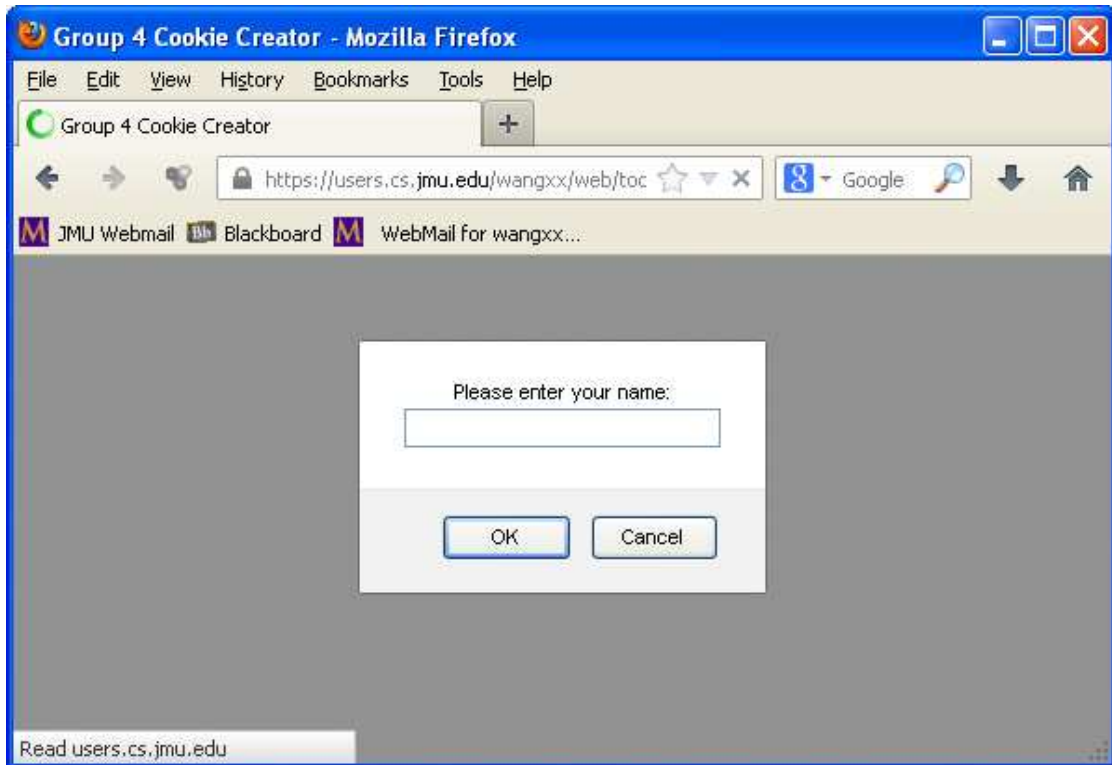 Group 4 Cookie Creator - Mozilla Firefox
File Edit View History Bookmarks Tools Help
Group 4 Cookie Creator +
https://users.cs.jmu.edu/wangxx/web/toc 8 Google
M JMU Webmail Bb Blackboard M WebMail for wangxx...
Please enter your name:
OK Cancel
Read users.cs.jmu.edu